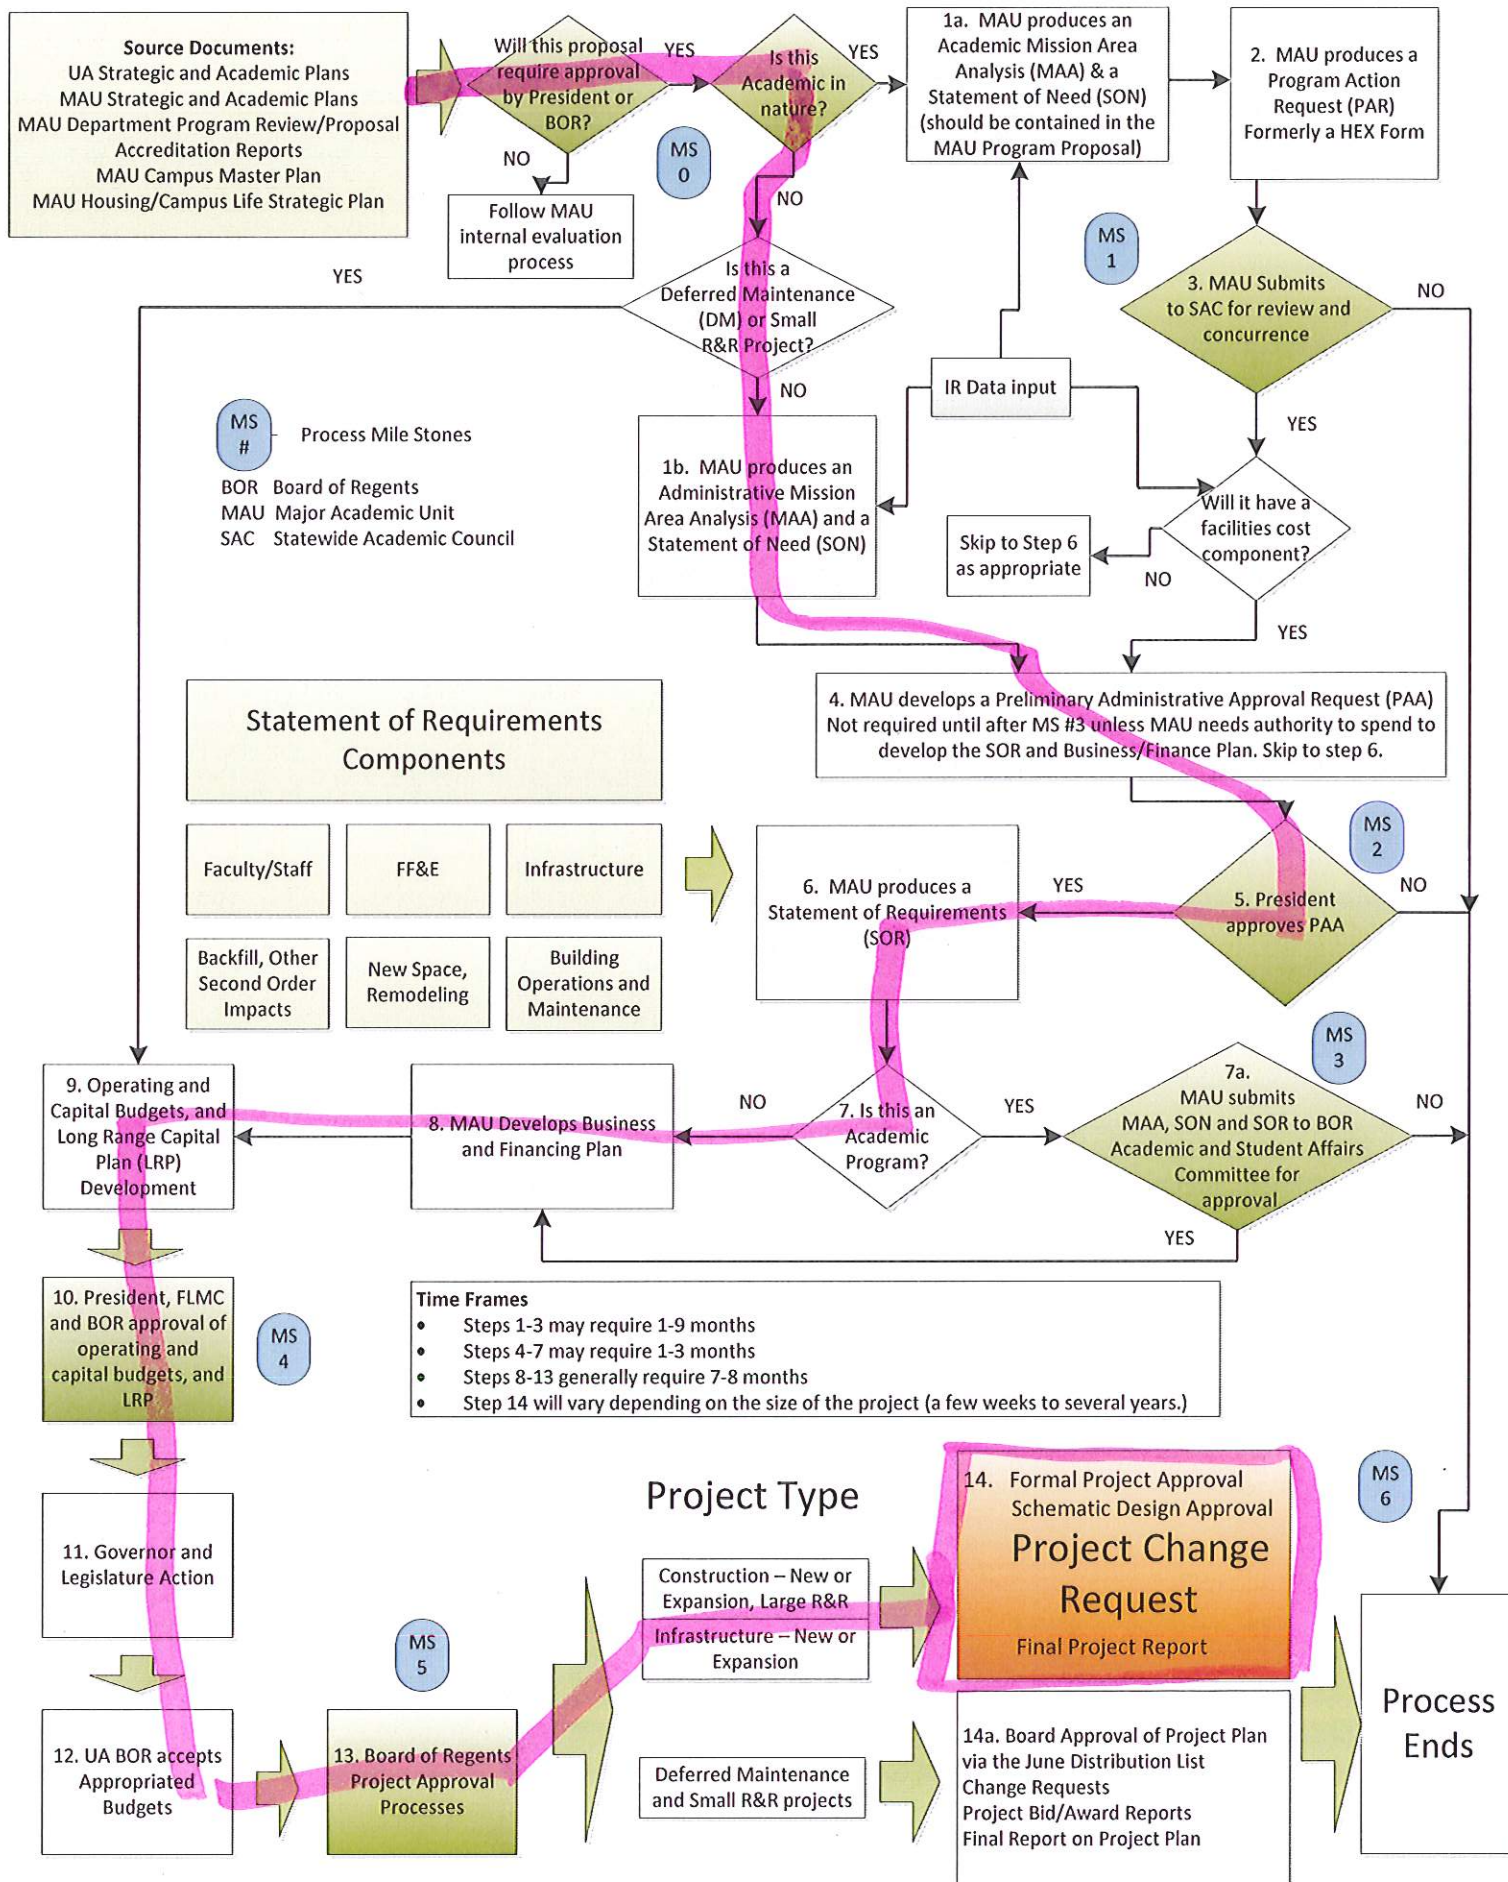 Source Documents:
UA Strategic and Academic Plans
MAU Strategic and Academic Plans
MAU Department Program Review/Proposal
Accreditation Reports
MAU Campus Master Plan
MAU Housing/Campus Life Strategic Plan
Will this proposal
require approval
by President or
BOR?
YES
NO
Follow MAU
internal evaluation
process
MS
0
Is this
Academic in
nature?
YES
NO
1a. MAU produces an
Academic Mission Area
Analysis (MAA) & a
Statement of Need (SON)
(should be contained in the
MAU Program Proposal)
2. MAU produces a
Program Action
Request (PAR)
Formerly a HEX Form
MS
1
3. MAU Submits
to SAC for review and
concurrence
NO
YES
Is this a
Deferred Maintenance
(DM) or Small
R&R Project?
YES
NO
IR Data input
MS
#
Process Mile Stones
BOR Board of Regents
MAU Major Academic Unit
SAC Statewide Academic Council
1b. MAU produces an
Administrative Mission
Area Analysis (MAA) and a
Statement of Need (SON)
Will it have a
facilities cost
component?
NO
YES
Skip to Step 6
as appropriate
4. MAU develops a Preliminary Administrative Approval Request (PAA)
Not required until after MS #3 unless MAU needs authority to spend to
develop the SOR and Business/Finance Plan. Skip to step 6.
Statement of Requirements
Components
Faculty/Staff
FF&E
Infrastructure
Backfill, Other
Second Order
Impacts
New Space,
Remodeling
Building
Operations and
Maintenance
MS
2
5. President
approves PAA
YES
NO
6. MAU produces a
Statement of Requirements
(SOR)
MS
3
7. Is this an
Academic
Program?
NO
YES
7a.
MAU submits
MAA, SON and SOR to BOR
Academic and Student Affairs
Committee for
approval
NO
YES
8. MAU Develops Business
and Financing Plan
9. Operating and
Capital Budgets, and
Long Range Capital
Plan (LRP)
Development
10. President, FLMC
and BOR approval of
operating and
capital budgets, and
LRP
MS
4
Time Frames
• Steps 1-3 may require 1-9 months
• Steps 4-7 may require 1-3 months
• Steps 8-13 generally require 7-8 months
• Step 14 will vary depending on the size of the project (a few weeks to several years.)
11. Governor and
Legislature Action
12. UA BOR accepts
Appropriated
Budgets
MS
5
13. Board of Regents
Project Approval
Processes
Project Type
Construction – New or
Expansion, Large R&R
Infrastructure – New or
Expansion
Deferred Maintenance
and Small R&R projects
14. Formal Project Approval
Schematic Design Approval
Project Change
Request
Final Project Report
14a. Board Approval of Project Plan
via the June Distribution List
Change Requests
Project Bid/Award Reports
Final Report on Project Plan
MS
6
Process
Ends